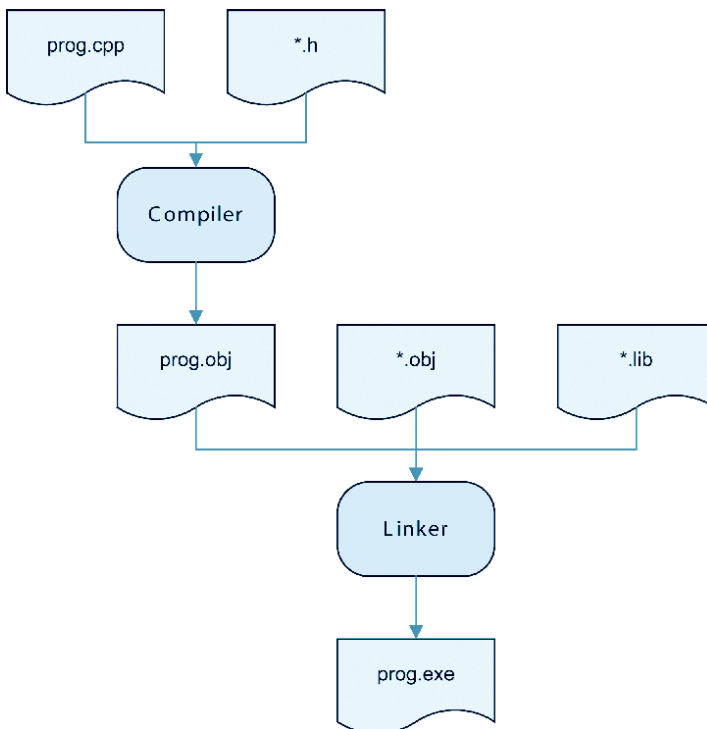 prog.cpp
*.h
Compiler
prog.obj
*.obj
*.lib
Linker
prog.exe